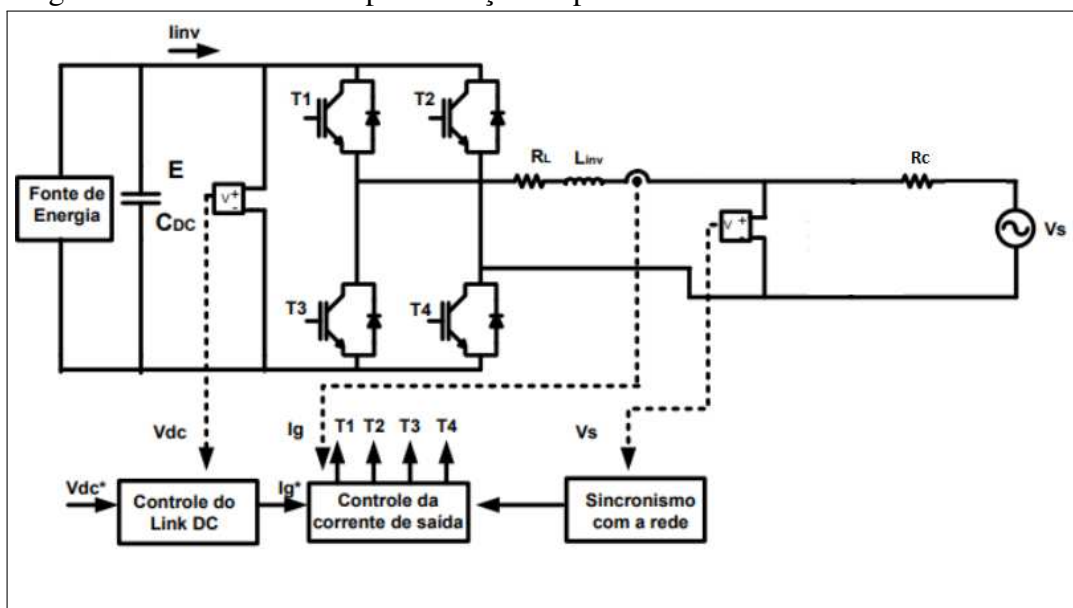 Iinv
T1
T2
RL
Linv
Rc
Fonte de
Energia
E
CDC
V
+
-
V
+
-
Vs
T3
T4
Vdc
Ig
T1 T2 T3 T4
Vs
Vdc*
Controle do
Link DC
Ig*
Controle da
corrente de saída
Sincronismo
com a rede